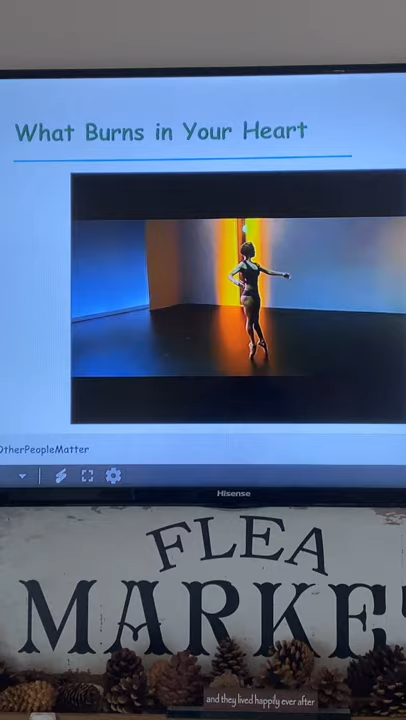 What Burns in Your Heart
OtherPeopleMatter
Hisense
FLEA
MARKE
and they lived happily ever after